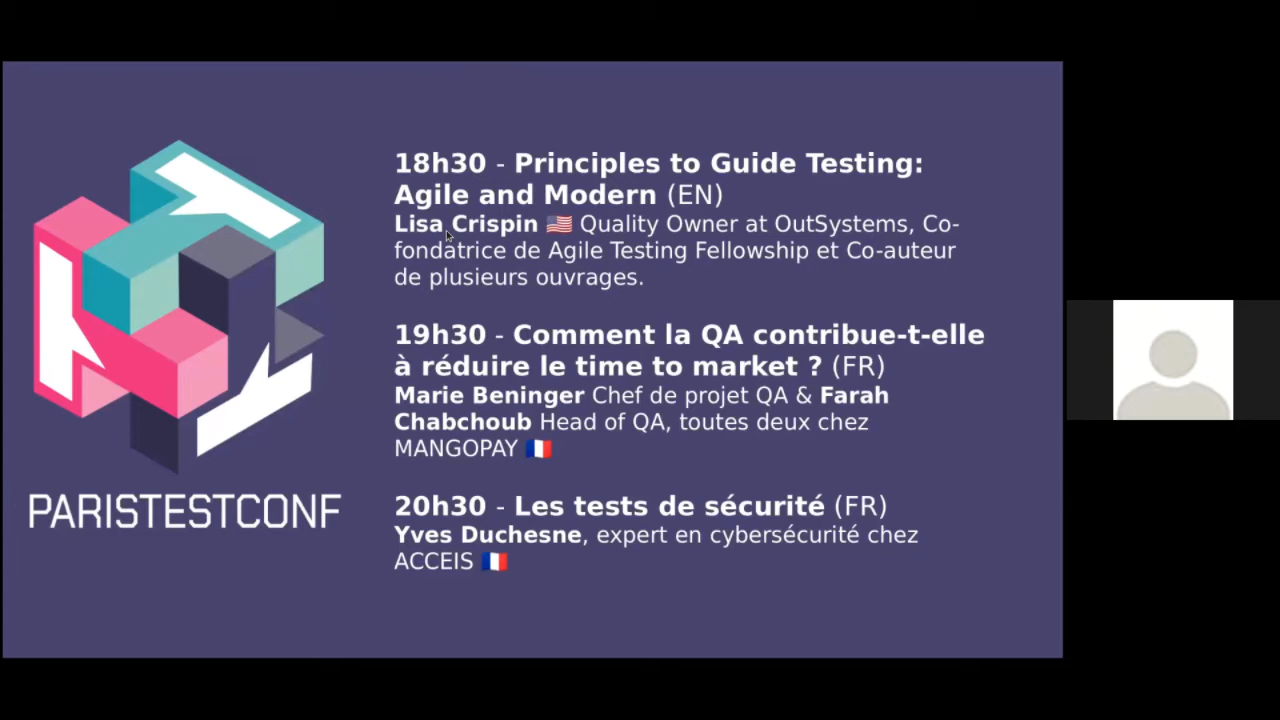 18h30 - Principles to Guide Testing:
Agile and Modern (EN)
Lisa Crispin 🇺🇸 Quality Owner at OutSystems, Co-
fondatrice de Agile Testing Fellowship et Co-auteur
de plusieurs ouvrages.
19h30 - Comment la QA contribue-t-elle
à réduire le time to market ? (FR)
Marie Beninger Chef de projet QA & Farah
Chabchoub Head of QA, toutes deux chez
MANGOPAY 🇫🇷
20h30 - Les tests de sécurité (FR)
Yves Duchesne, expert en cybersécurité chez
ACCEIS 🇫🇷
PARISTESTCONF